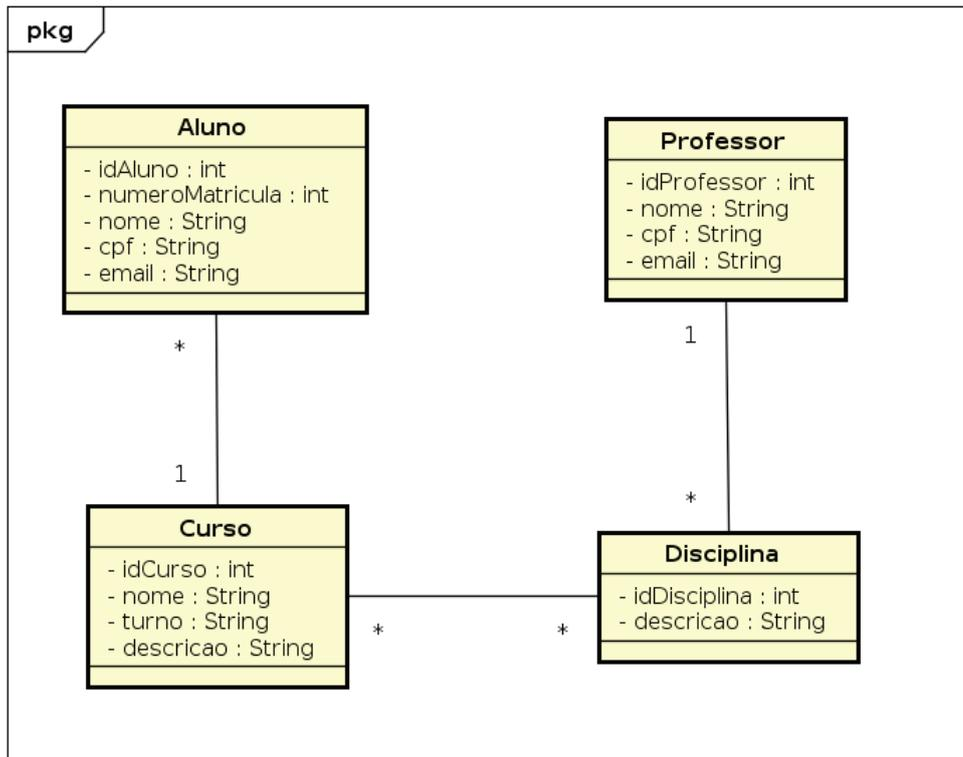 pkg
Aluno
- idAluno : int
- numeroMatricula : int
- nome : String
- cpf : String
- email : String
Professor
- idProfessor : int
- nome : String
- cpf : String
- email : String
*
1
1
*
Curso
- idCurso : int
- nome : String
- turno : String
- descricao : String
*
*
Disciplina
- idDisciplina : int
- descricao : String